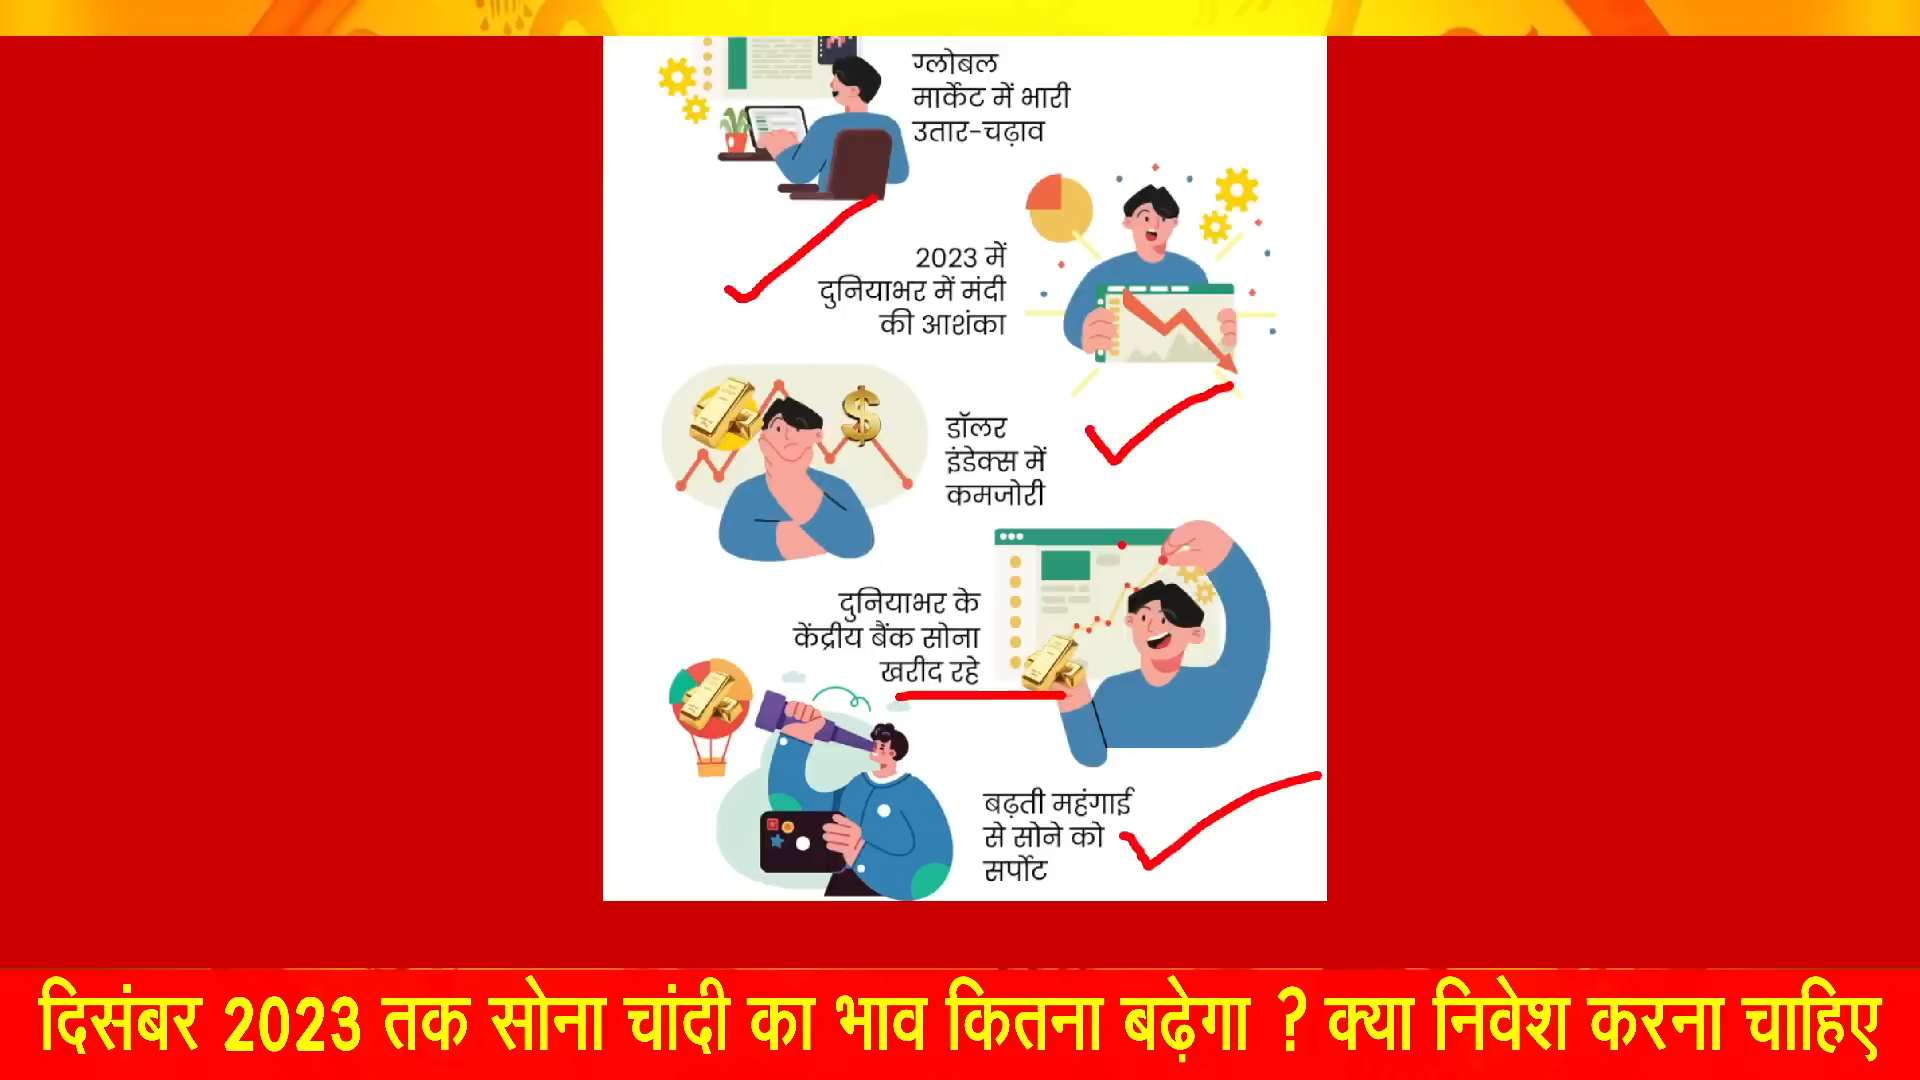 ग्लोबल
मार्केट में भारी
उतार-चढ़ाव
2023 में
दुनियाभर में मंदी
की आशंका
डॉलर
इंडेक्स में
कमजोरी
दुनियाभर के
केंद्रीय बैंक सोना
खरीद रहे
बढ़ती महंगाई
से सोने को
सर्पोट
दिसंबर 2023 तक सोना चांदी का भाव कितना बढ़ेगा ? क्या निवेश करना चाहिए